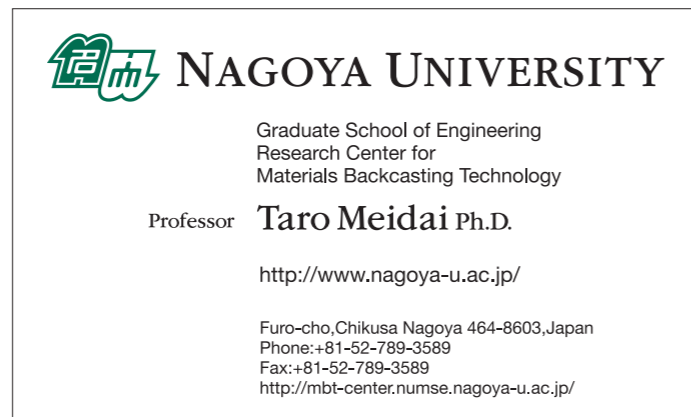 名大
NAGOYA UNIVERSITY
Graduate School of Engineering
Research Center for
Materials Backcasting Technology
Professor Taro Meidai Ph.D.
http://www.nagoya-u.ac.jp/
Furo-cho,Chikusa Nagoya 464-8603,Japan
Phone:+81-52-789-3589
Fax:+81-52-789-3589
http://mbt-center.numse.nagoya-u.ac.jp/